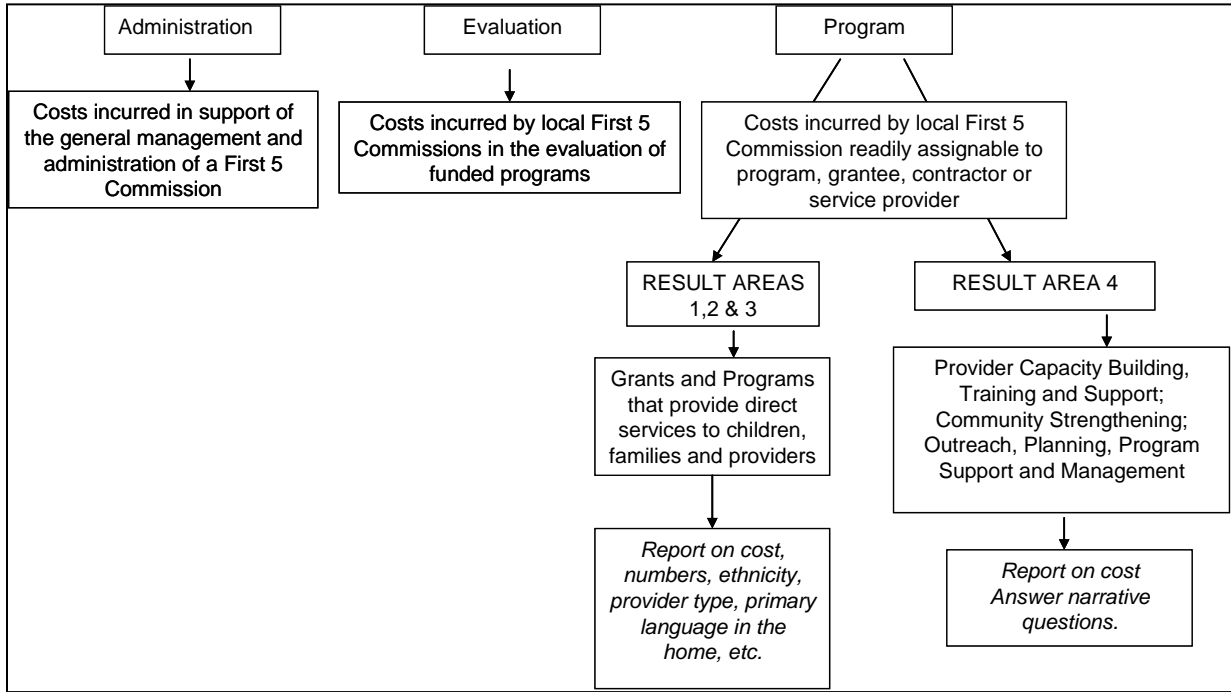 Administration
Evaluation
Program
Costs incurred in support of
the general management and
administration of a First 5
Commission
Costs incurred by local First 5
Commissions in the evaluation of
funded programs
Costs incurred by local First 5
Commission readily assignable to
program, grantee, contractor or
service provider
RESULT AREAS
1,2 & 3
RESULT AREA 4
Grants and Programs
that provide direct
services to children,
families and providers
Provider Capacity Building,
Training and Support;
Community Strengthening;
Outreach, Planning, Program
Support and Management
Report on cost,
numbers, ethnicity,
provider type, primary
language in the
home, etc.
Report on cost
Answer narrative
questions.